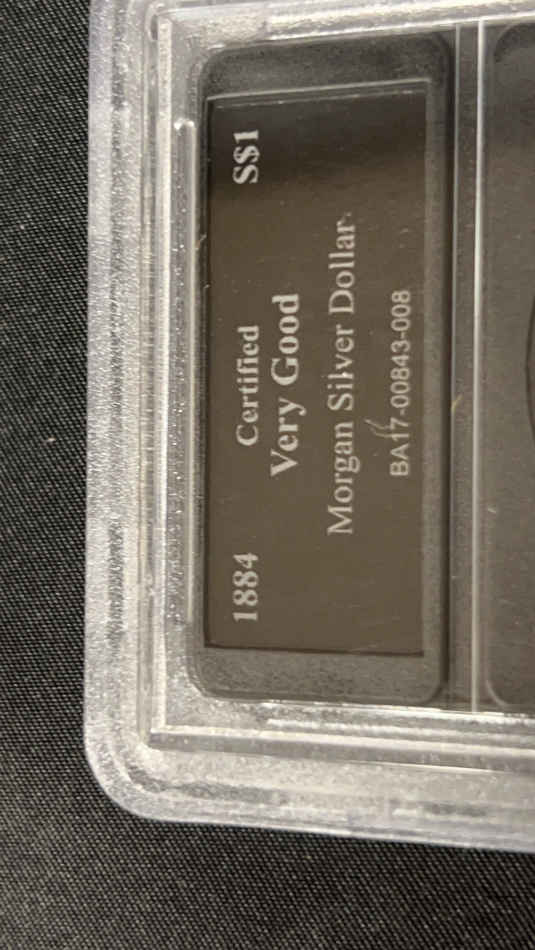 1884 S$1
Certified
Very Good
Morgan Silver Dollar
BA17-00843-008